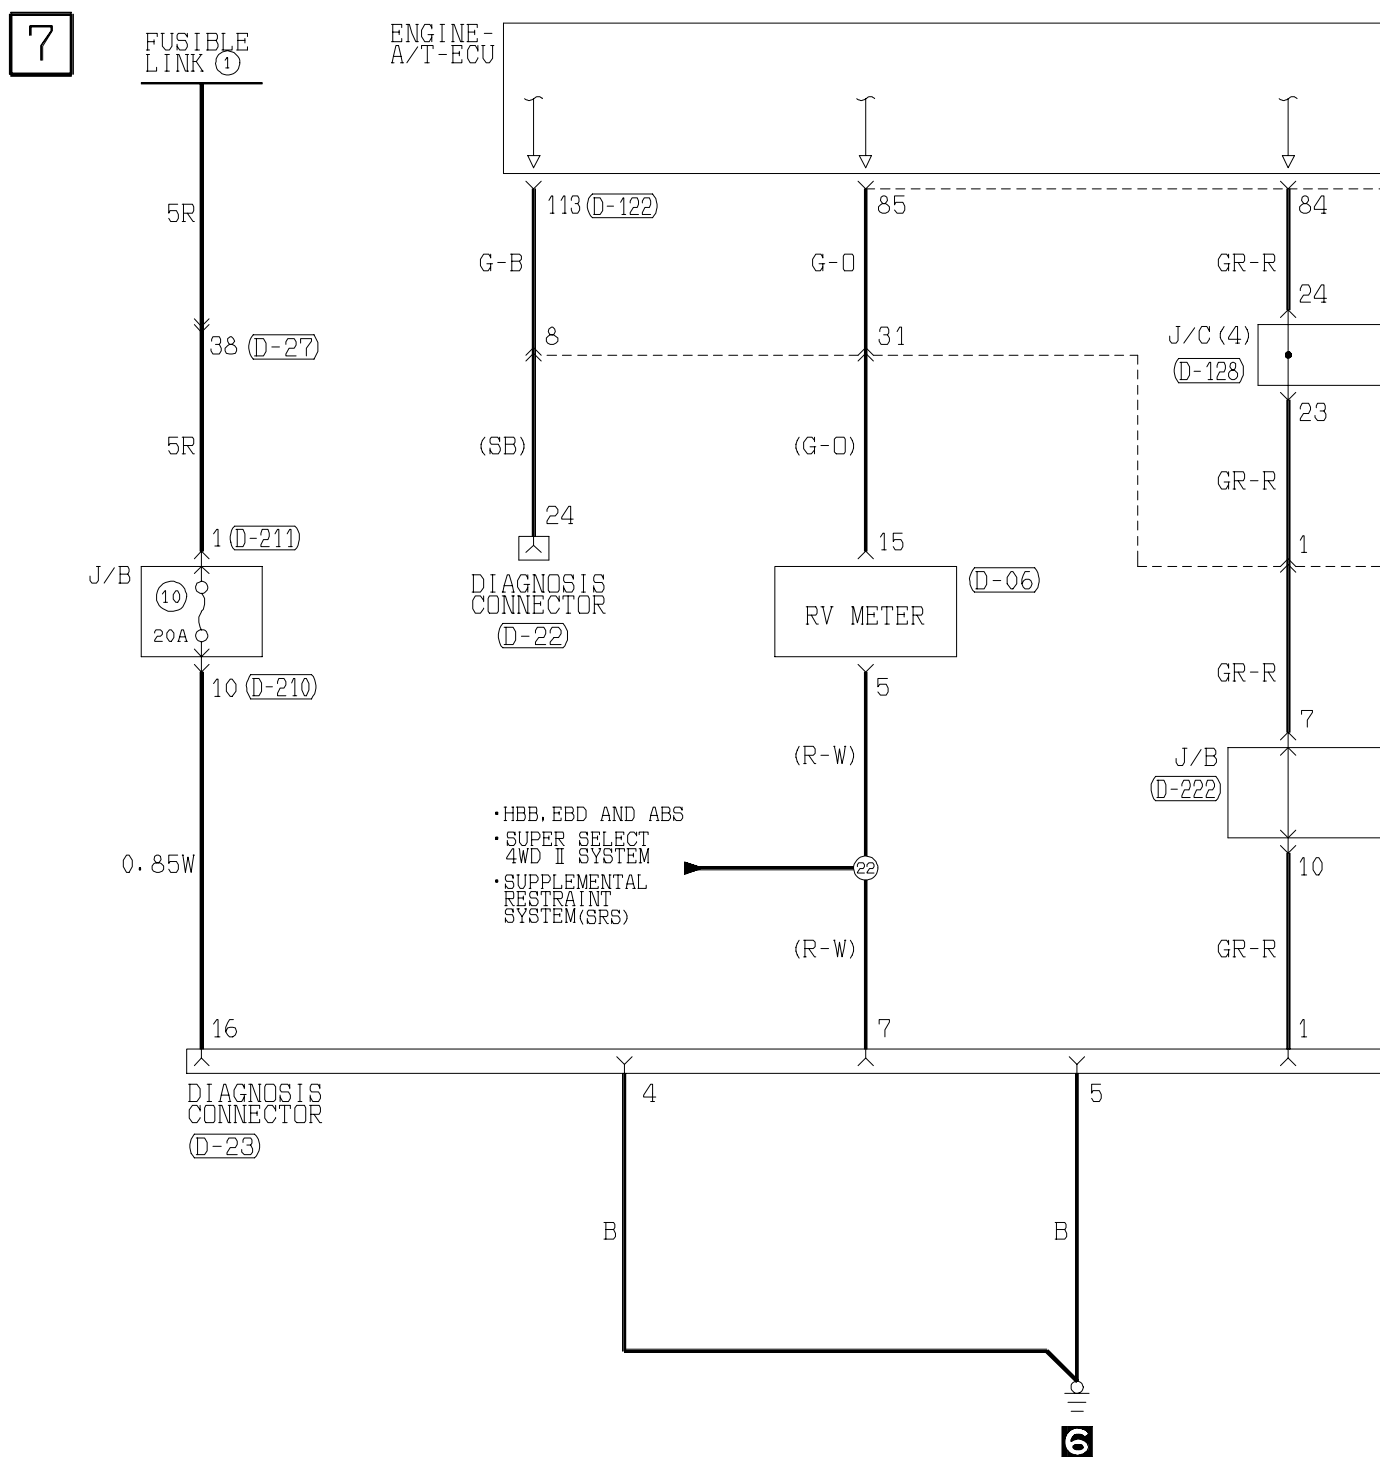 7
FUSIBLE
LINK ①
ENGINE-
A/T-ECU
113 (D-122)
85
84
5R
G-B
G-O
GR-R
24
38 (D-27)
8
31
J/C (4)
(D-128)
23
5R
(SB)
(G-O)
GR-R
1 (D-211)
24
15
1
J/B
10
20A
DIAGNOSIS
CONNECTOR
(D-22)
RV METER
(D-06)
10 (D-210)
5
GR-R
7
(R-W)
J/B
(D-222)
·HBB, EBD AND ABS
·SUPER SELECT
4WD Ⅱ SYSTEM
·SUPPLEMENTAL
RESTRAINT
SYSTEM(SRS)
22
0.85W
10
(R-W)
GR-R
16
7
1
DIAGNOSIS
CONNECTOR
(D-23)
4
5
B
B
6